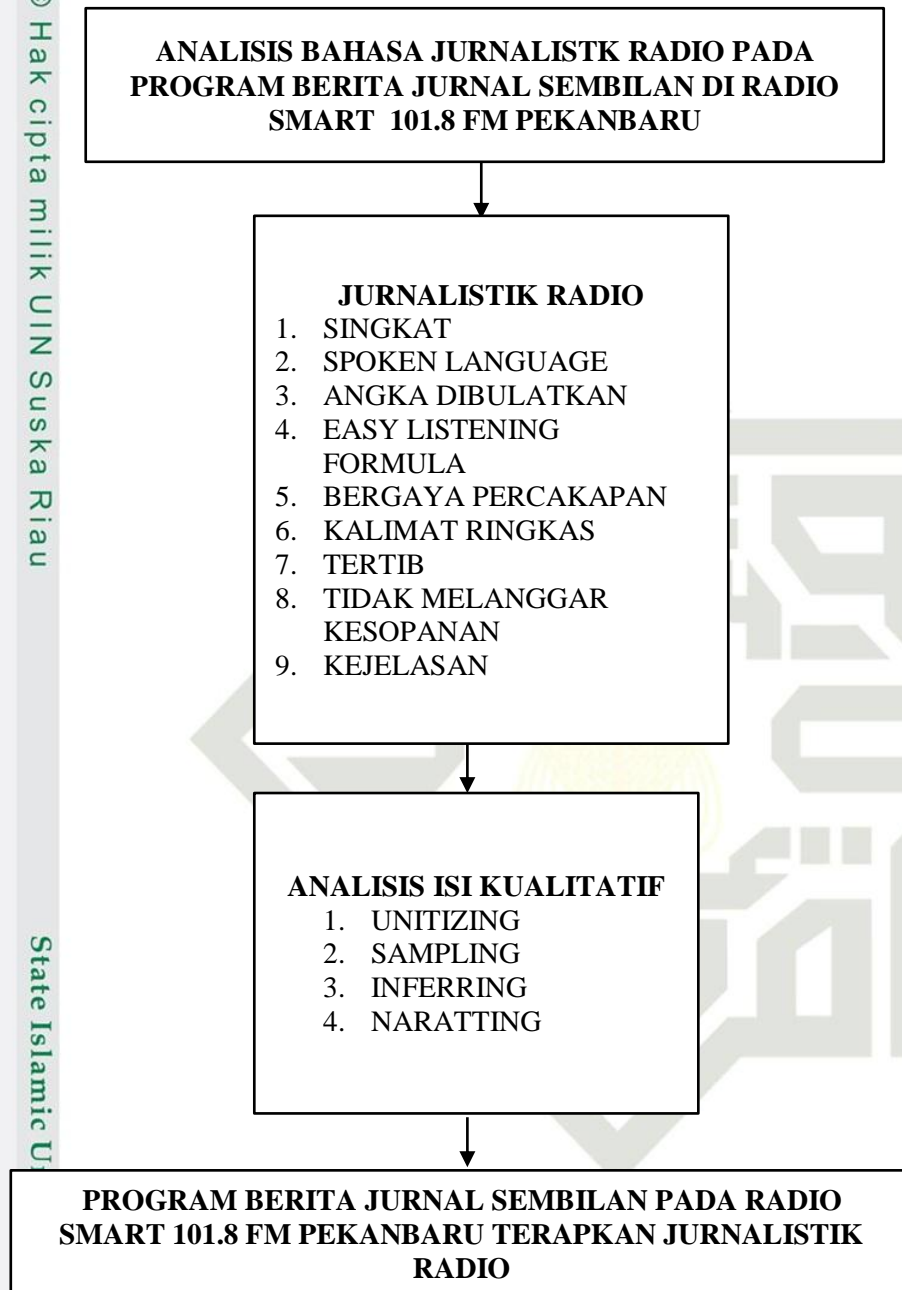 © Hak cipta milik UIN Suska Riau
ANALISIS BAHASA JURNALISTK RADIO PADA
PROGRAM BERITA JURNAL SEMBILAN DI RADIO
SMART 101.8 FM PEKANBARU
JURNALISTIK RADIO
1. SINGKAT
2. SPOKEN LANGUAGE
3. ANGKA DIBULATKAN
4. EASY LISTENING
FORMULA
5. BERGAYA PERCAKAPAN
6. KALIMAT RINGKAS
7. TERTIB
8. TIDAK MELANGGAR
KESOPANAN
9. KEJELASAN
ANALISIS ISI KUALITATIF
1. UNITIZING
2. SAMPLING
3. INFERRING
4. NARATTING
State Islamic
PROGRAM BERITA JURNAL SEMBILAN PADA RADIO
SMART 101.8 FM PEKANBARU TERAPKAN JURNALISTIK
RADIO